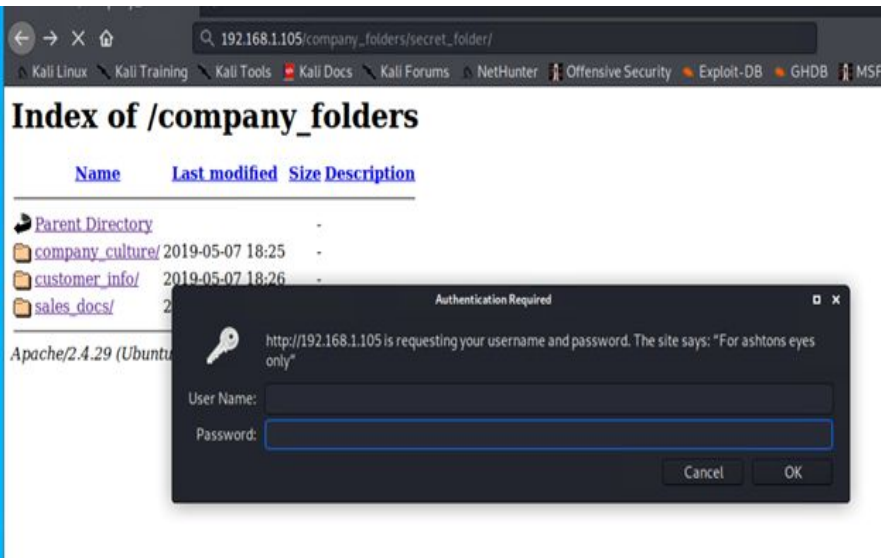 192.168.1.105/company_folders/secret_folder/
Kali Linux Kali Training Kali Tools Kali Docs Kali Forums NetHunter Offensive Security Exploit-DB GHDB MSF
Index of /company_folders
Name Last modified Size Description
Parent Directory -
company_culture/ 2019-05-07 18:25 -
customer_info/ 2019-05-07 18:26 -
sales_docs/ 2
Apache/2.4.29 (Ubuntu
Authentication Required
http://192.168.1.105 is requesting your username and password. The site says: "For ashtons eyes
only"
User Name:
Password:
Cancel OK